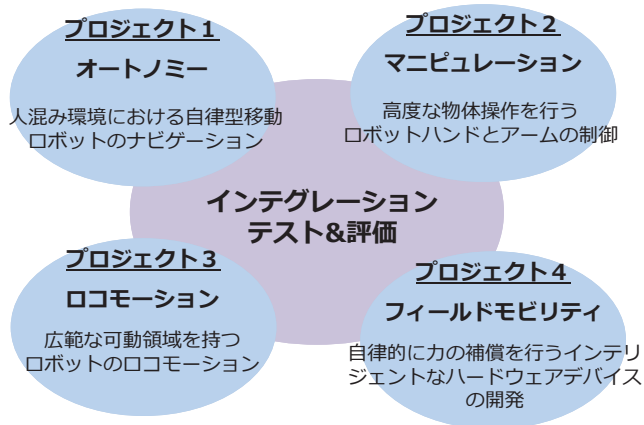 プロジェクト1
オートノミー
人混み環境における自律型移動
ロボットのナビゲーション
プロジェクト2
マニピュレーション
高度な物体操作を行う
ロボットハンドとアームの制御
インテグレーション
テスト&評価
プロジェクト3
ロコモーション
広範な可動領域を持つ
ロボットのロコモーション
プロジェクト4
フィールドモビリティ
自律的に力の補償を行うインテリ
ジェントなハードウェアデバイス
の開発